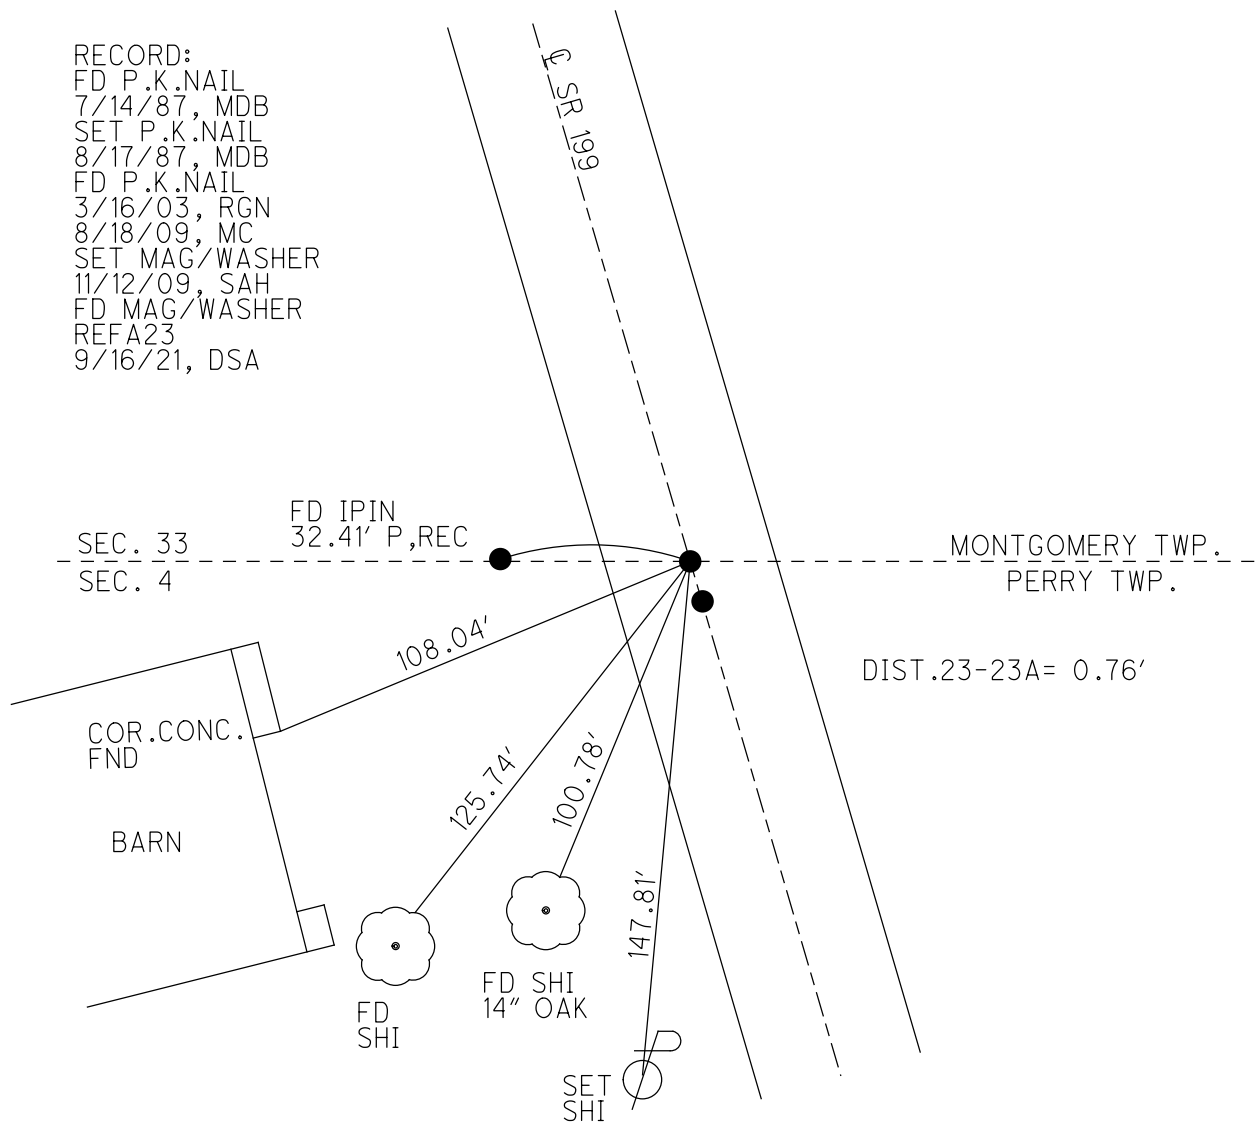 RECORD:
FD P.K.NAIL
7/14/87, MDB
SET P.K.NAIL
8/17/87, MDB
FD P.K.NAIL
3/16/03, RGN
8/18/09, MC
SET MAG/WASHER
11/12/09, SAH
FD MAG/WASHER
REFA23
9/16/21, DSA
℄ SR 199
FD IPIN
32.41' P,REC
SEC. 33
SEC. 4
MONTGOMERY TWP.
PERRY TWP.
DIST.23-23A= 0.76'
108.04'
125.74'
100.78'
147.81'
COR.CONC.
FND
BARN
FD
SHI
FD SHI
14" OAK
SET
SHI